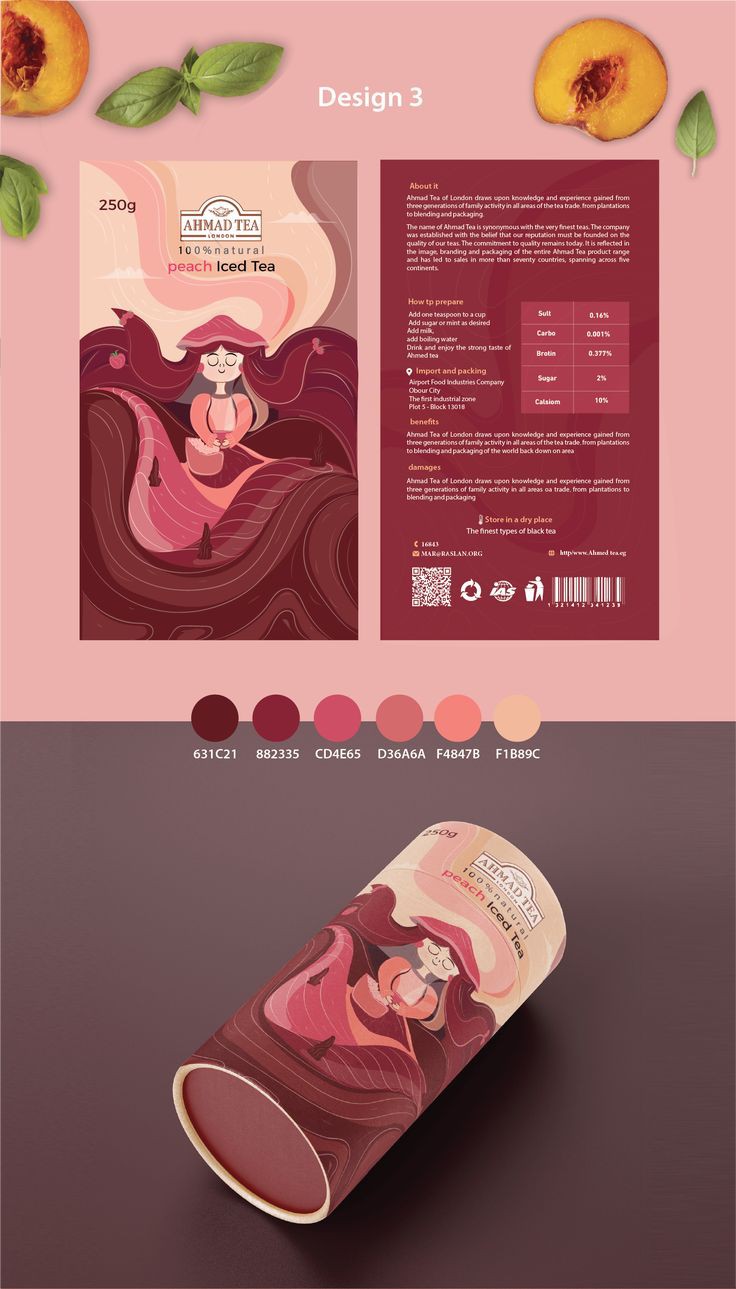 Design 3
250g
AHMAD TEA
LONDON
100%natural
peach Iced Tea
About it
Ahmad Tea of London draws upon knowledge and experience gained from
three generations of family activity in all areas of the tea trade, from plantations
to blending and packaging.
The name of Ahmad Tea is synonymous with the very finest teas. The company
was established with the belief that our reputation must be founded on the
quality of our teas. The commitment to quality remains today. It is reflected in
the image, branding and packaging of the entire Ahmad Tea product range
and has led to sales in more than seventy countries, spanning across five
continents.
How tp prepare
Add one teaspoon to a cup
Add sugar or mint as desired
Add milk,
add boiling water
Drink and enjoy the strong taste of
Ahmed tea
Sult 0.16%
Carbo 0.001%
Brotin 0.377%
Sugar 2%
Calsiom 10%
Import and packing
Airport Food Industries Company
Obour City
The first industrial zone
Plot 5 - Block 13018
benefits
Ahmad Tea of London draws upon knowledge and experience gained from
three generations of family activity in all areas of the tea trade, from plantations
to blending and packaging of the world back down on area
damages
Ahmad Tea of London draws upon knowledge and experience gained from
three generations of family activity in all areas oa trade, from plantations to
blending and packaging
Store in a dry place
The finest types of black tea
16843
MAR@RASLAN.ORG
http/www.Ahmed tea.eg
iAS
1 321412 341239
631C21 882335 CD4E65 D36A6A F4847B F1B89C
250g
AHMAD TEA
LONDON
100%natural
peach Iced Tea